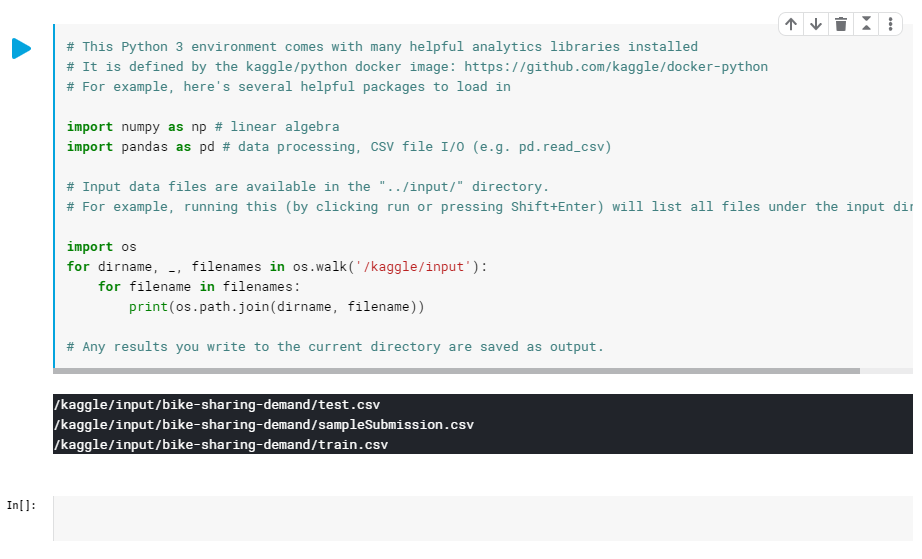 # This Python 3 environment comes with many helpful analytics libraries installed
# It is defined by the kaggle/python docker image: https://github.com/kaggle/docker-python
# For example, here's several helpful packages to load in
import numpy as np # linear algebra
import pandas as pd # data processing, CSV file I/O (e.g. pd.read_csv)
# Input data files are available in the "../input/" directory.
# For example, running this (by clicking run or pressing Shift+Enter) will list all files under the input dir
import os
for dirname, _, filenames in os.walk('/kaggle/input'):
    for filename in filenames:
        print(os.path.join(dirname, filename))
# Any results you write to the current directory are saved as output.
/kaggle/input/bike-sharing-demand/test.csv
/kaggle/input/bike-sharing-demand/sampleSubmission.csv
/kaggle/input/bike-sharing-demand/train.csv
In[]: